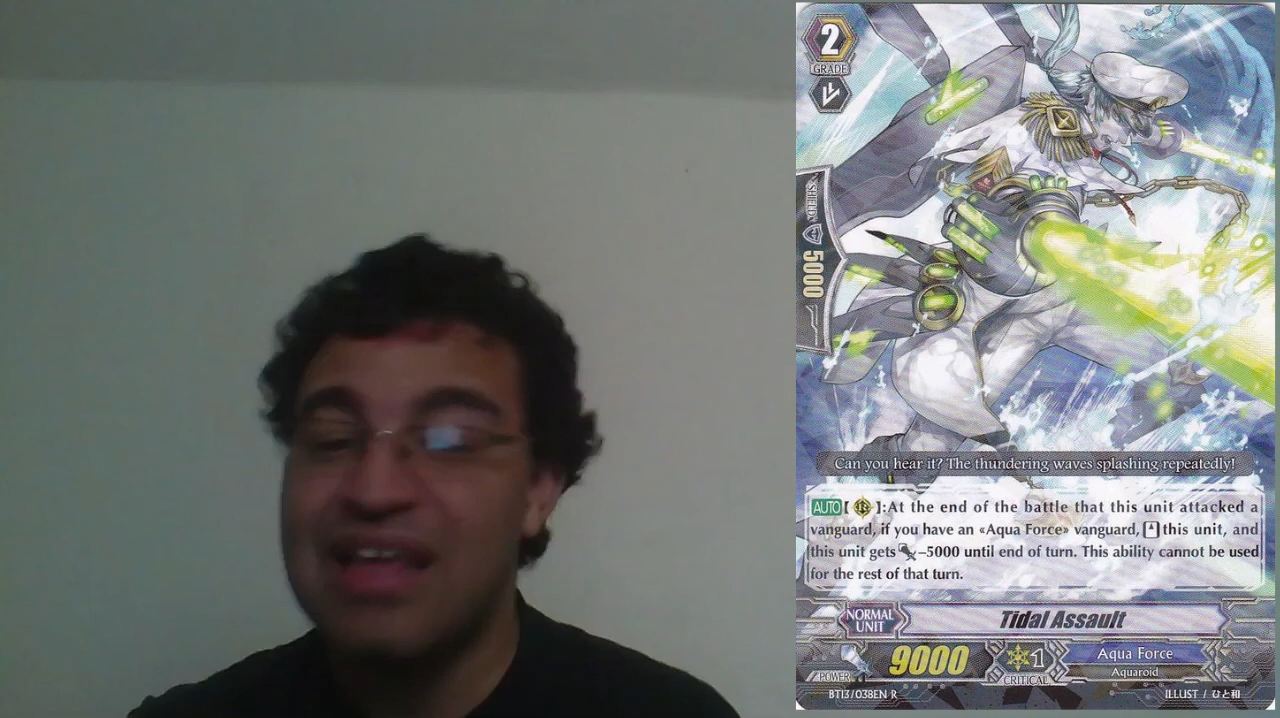 2
GRADE
SHIELD
5000
Can you hear it? The thundering waves splashing repeatedly!
AUTO【 R 】:At the end of the battle that this unit attacked a
vanguard, if you have an «Aqua Force» vanguard, this unit, and
this unit gets -5000 until end of turn. This ability cannot be used
for the rest of that turn.
NORMAL
UNIT
Tidal Assault
POWER
9000
1
CRITICAL
Aqua Force
Aquaroid
BT13/038EN R
ILLUST / ひと和